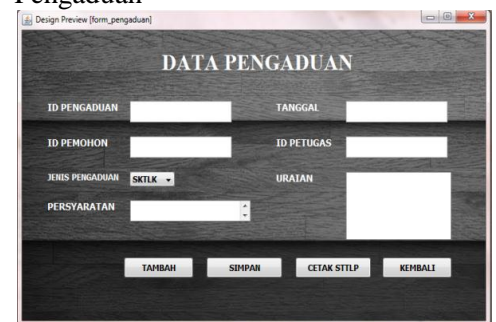 Pengaduan
Design Preview [form_pengaduan]
DATA PENGADUAN
ID PENGADUAN
TANGGAL
ID PEMOHON
ID PETUGAS
JENIS PENGADUAN SKTLK
URAIAN
PERSYARATAN
TAMBAH SIMPAN CETAK STTLP KEMBALI